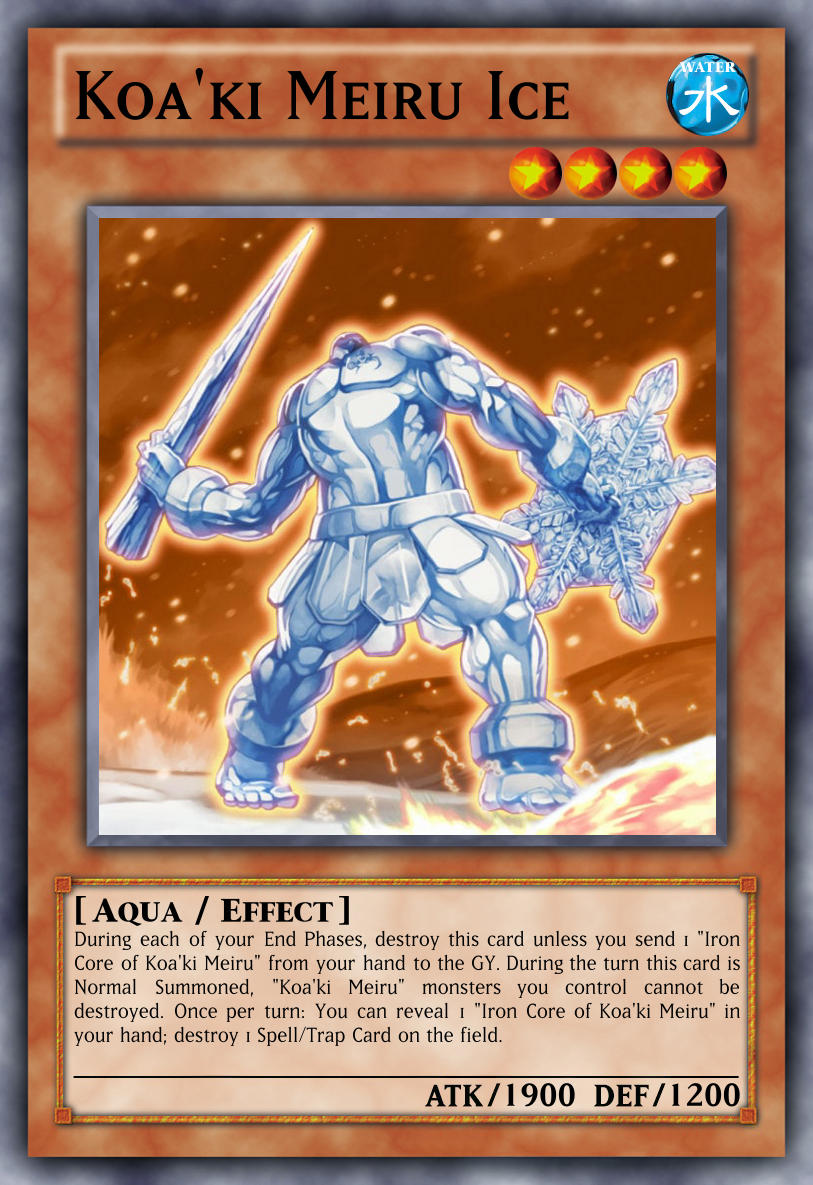 Koa'ki Meiru Ice
WATER
水
[ Aqua / Effect ]
During each of your End Phases, destroy this card unless you send 1 "Iron
Core of Koa'ki Meiru" from your hand to the GY. During the turn this card is
Normal Summoned, "Koa'ki Meiru" monsters you control cannot be
destroyed. Once per turn: You can reveal 1 "Iron Core of Koa'ki Meiru" in
your hand; destroy 1 Spell/Trap Card on the field.
ATK/1900 DEF/1200